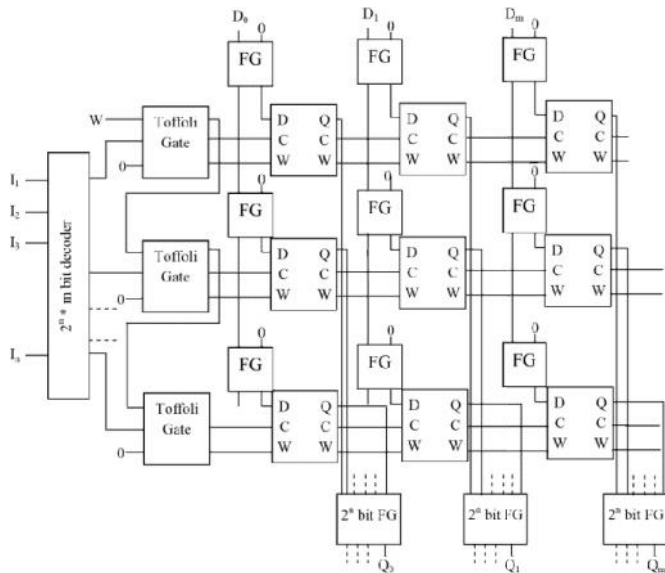 D₀ 0 D₁ 0 Dₘ 0
FG FG FG
W Toffoli Gate D Q D Q D Q
C C C C C C
0 W W W W W W
I₁
I₂
I₃
Iₙ
2ⁿ * m bit decoder
0 0 0
FG FG FG
Toffoli Gate D Q D Q D Q
C C C C C C
0 W W W W W W
0 0 0
FG FG FG
Toffoli Gate D Q D Q D Q
C C C C C C
0 W W W W W W
2ⁿ bit FG 2ⁿ bit FG 2ⁿ bit FG
Q₁ Qₘ